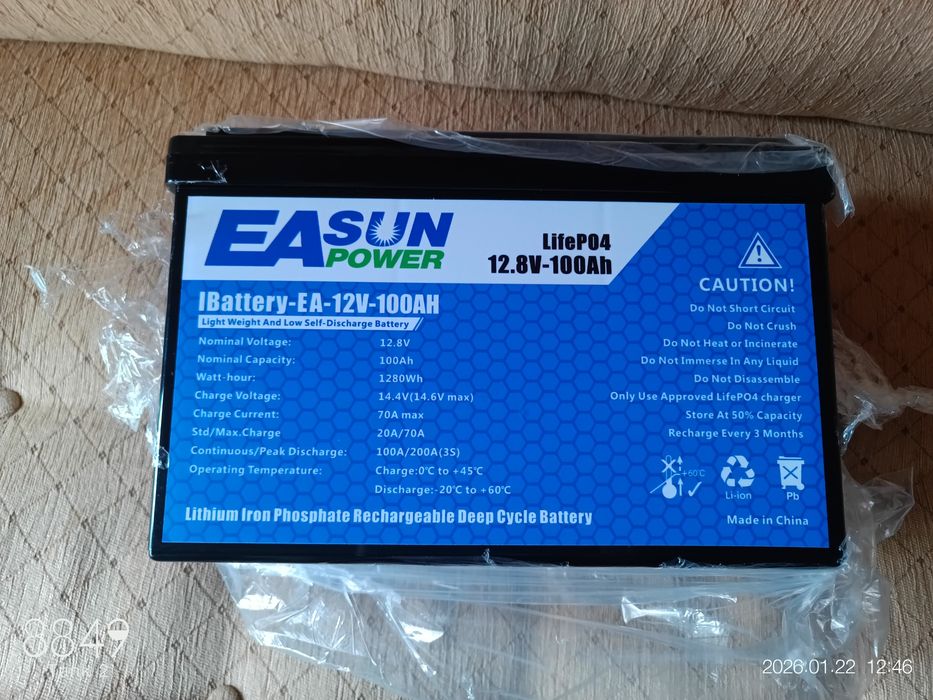 EASUN
POWER
LifePO4
12.8V-100Ah
IBattery-EA-12V-100AH
Light Weight And Low Self-Discharge Battery
Nominal Voltage: 12.8V
Nominal Capacity: 100Ah
Watt-hour: 1280Wh
Charge Voltage: 14.4V(14.6V max)
Charge Current: 70A max
Std/Max.Charge 20A/70A
Continuous/Peak Discharge: 100A/200A(3S)
Operating Temperature: Charge:0℃ to +45℃
Discharge:-20℃ to +60℃
Lithium Iron Phosphate Rechargeable Deep Cycle Battery
CAUTION!
Do Not Short Circuit
Do Not Crush
Do Not Heat or Incinerate
Do Not Immerse In Any Liquid
Do Not Disassemble
Only Use Approved LifePO4 charger
Store At 50% Capacity
Recharge Every 3 Months
+60℃
Li-ion
Pb
Made in China
2026.01.22 12:46